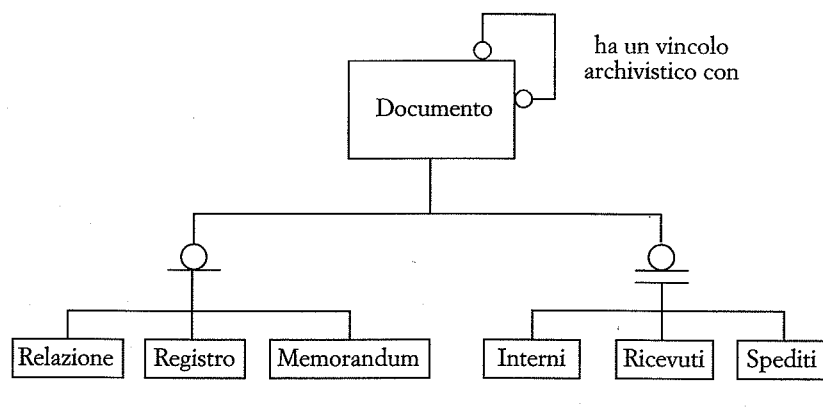 ha un vincolo
archivistico con
Documento
Relazione
Registro
Memorandum
Interni
Ricevuti
Spediti